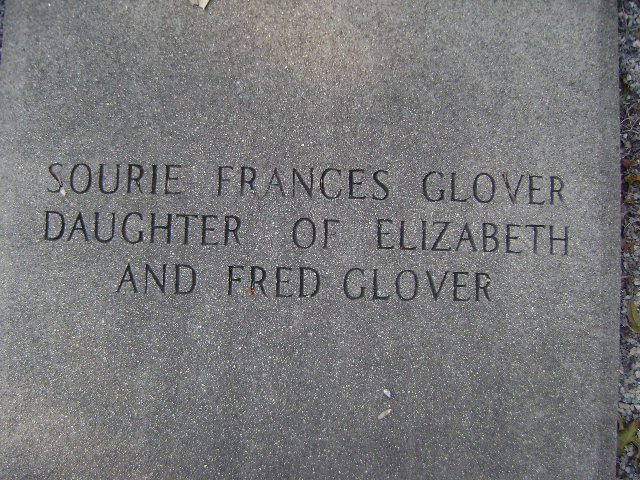 SOURIE FRANCES GLOVER
DAUGHTER OF ELIZABETH
AND FRED GLOVER